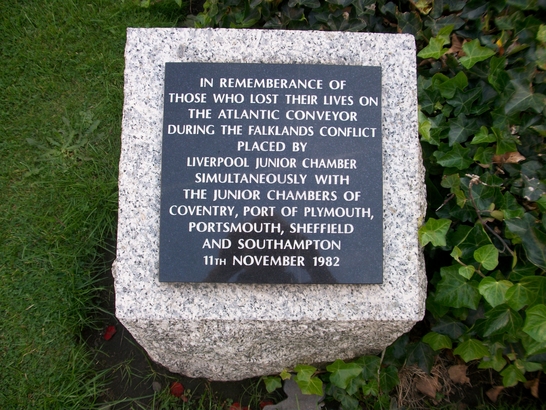 IN REMEMBERANCE OF
THOSE WHO LOST THEIR LIVES ON
THE ATLANTIC CONVEYOR
DURING THE FALKLANDS CONFLICT
PLACED BY
LIVERPOOL JUNIOR CHAMBER
SIMULTANEOUSLY WITH
THE JUNIOR CHAMBERS OF
COVENTRY, PORT OF PLYMOUTH,
PORTSMOUTH, SHEFFIELD
AND SOUTHAMPTON
11TH NOVEMBER 1982